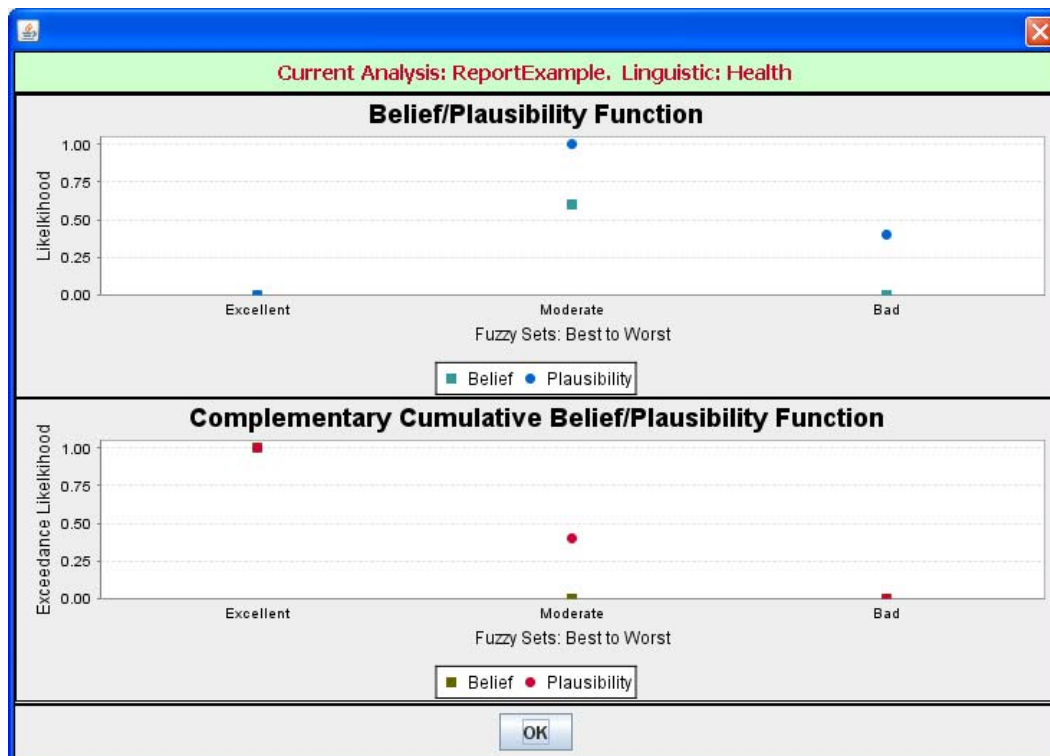 Current Analysis: ReportExample. Linguistic: Health
Belief/Plausibility Function
Likelkihood
1.00
0.75
0.50
0.25
0.00
Excellent Moderate Bad
Fuzzy Sets: Best to Worst
Belief Plausibility
Complementary Cumulative Belief/Plausibility Function
Exceedance Likelkihood
1.00
0.75
0.50
0.25
0.00
Excellent Moderate Bad
Fuzzy Sets: Best to Worst
Belief Plausibility
OK